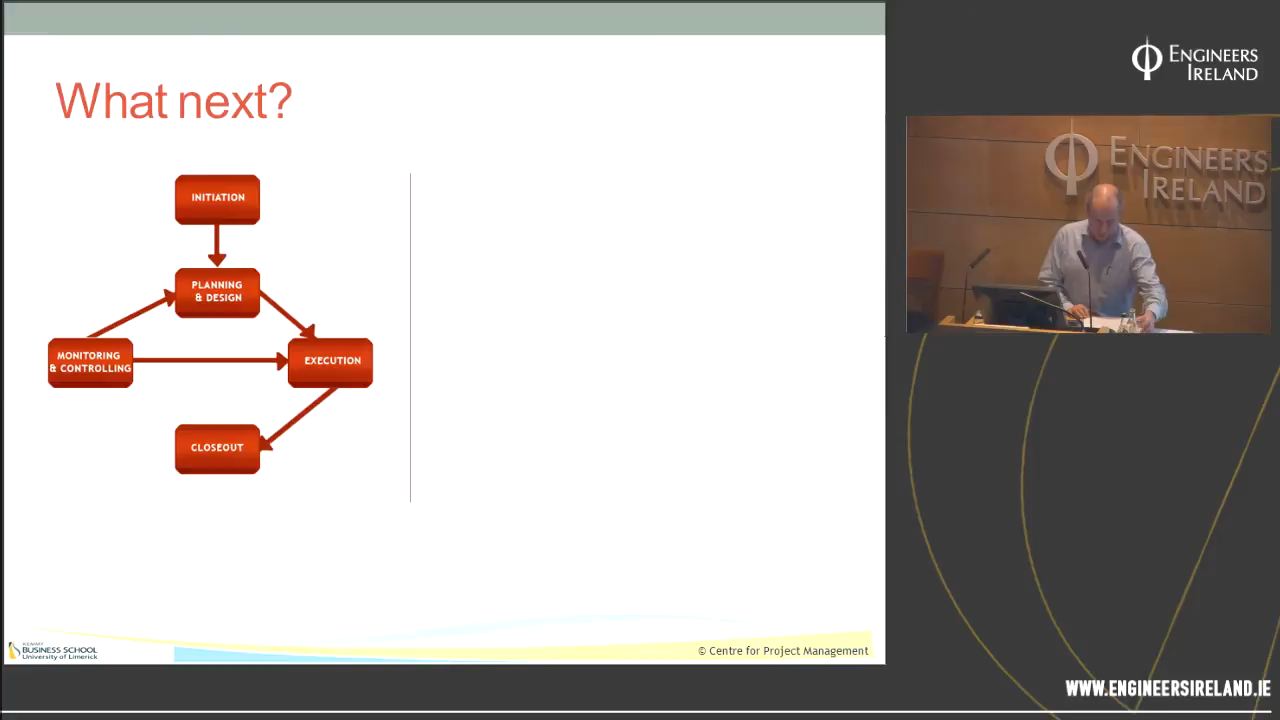 What next?
INITIATION
PLANNING
& DESIGN
MONITORING
& CONTROLLING
EXECUTION
CLOSEOUT
KEMMY
BUSINESS SCHOOL
University of Limerick
© Centre for Project Management
ENGINEERS
IRELAND
ENGINEERS
IRELAND
WWW.ENGINEERSIRELAND.IE